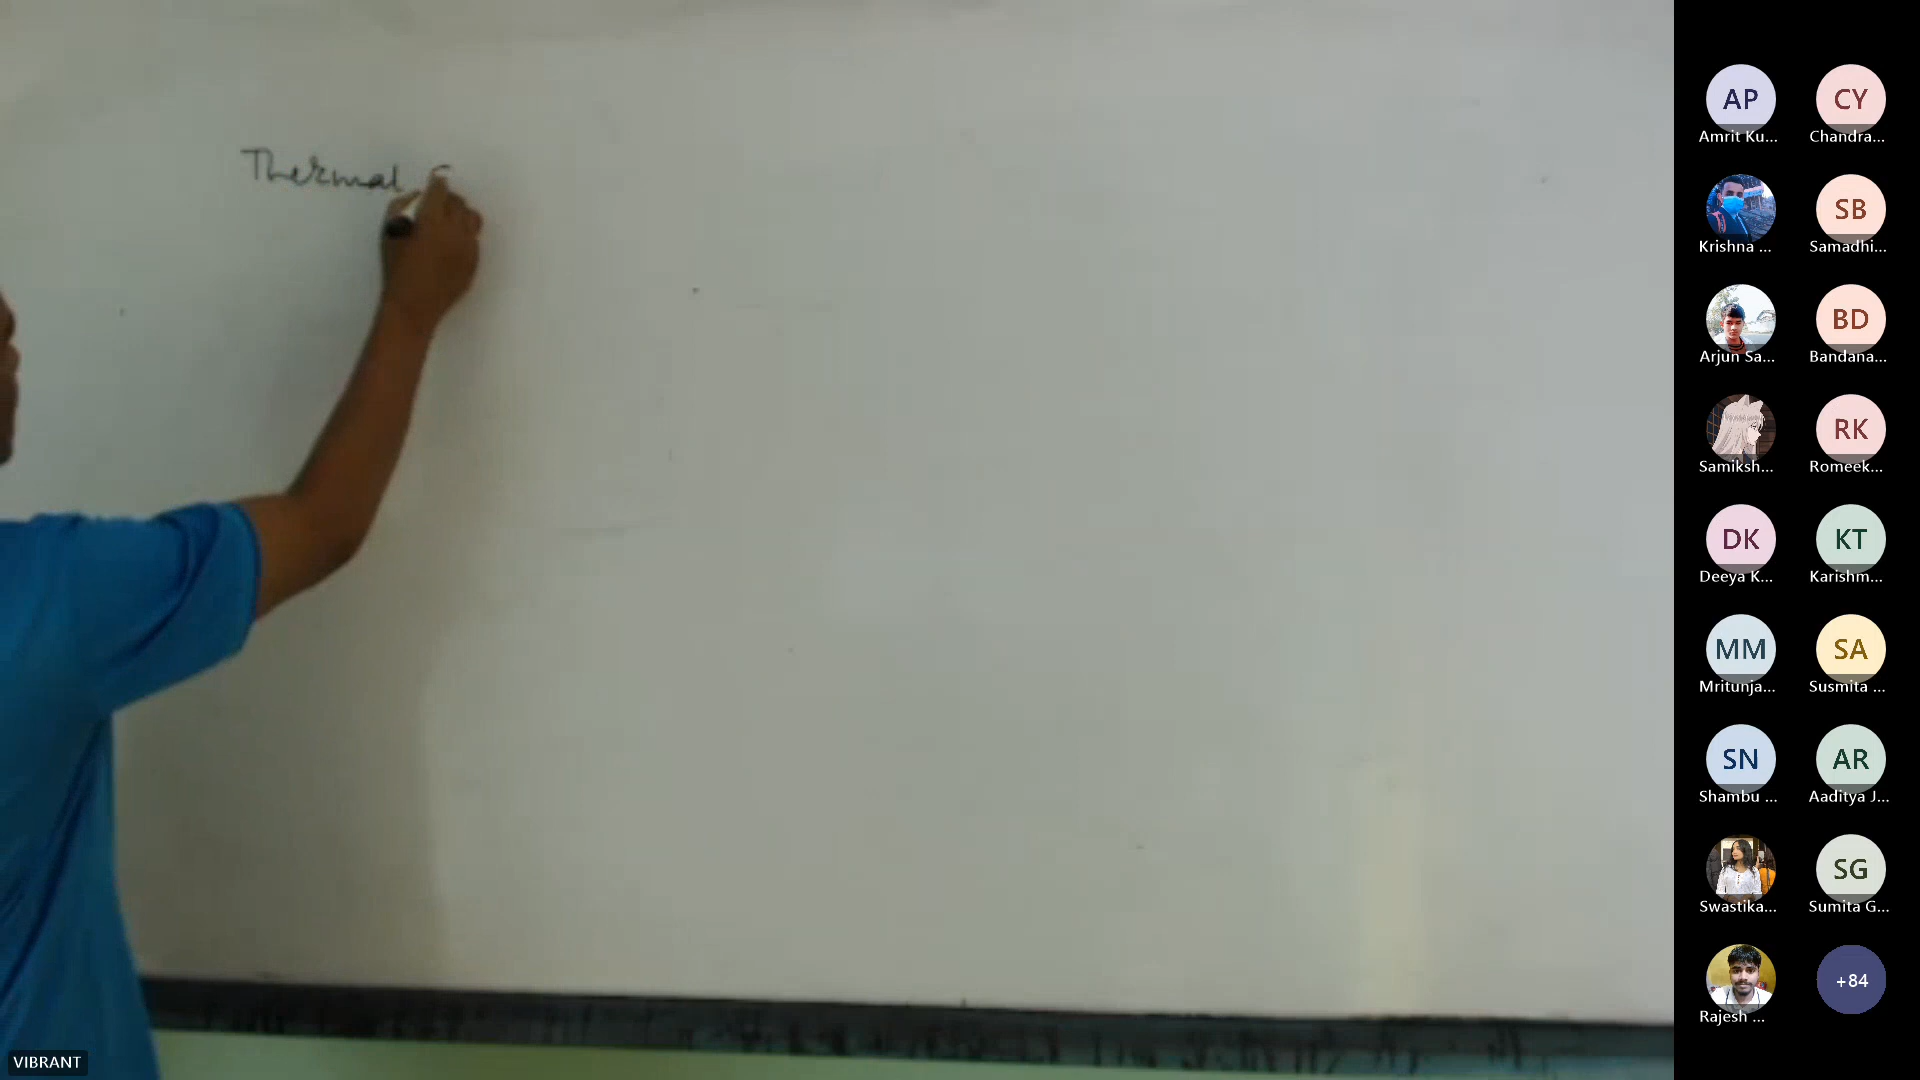 Thermal
AP
CY
Amrit Ku...
Chandra...
SB
Krishna ...
Samadhi...
BD
Arjun Sa...
Bandana...
RK
Samiksh...
Romeek...
DK
KT
Deeya K...
Karishm...
MM
SA
Mritunja...
Susmita ...
SN
AR
Shambu ...
Aaditya J...
SG
Swastika...
Sumita G...
+84
Rajesh ...
VIBRANT